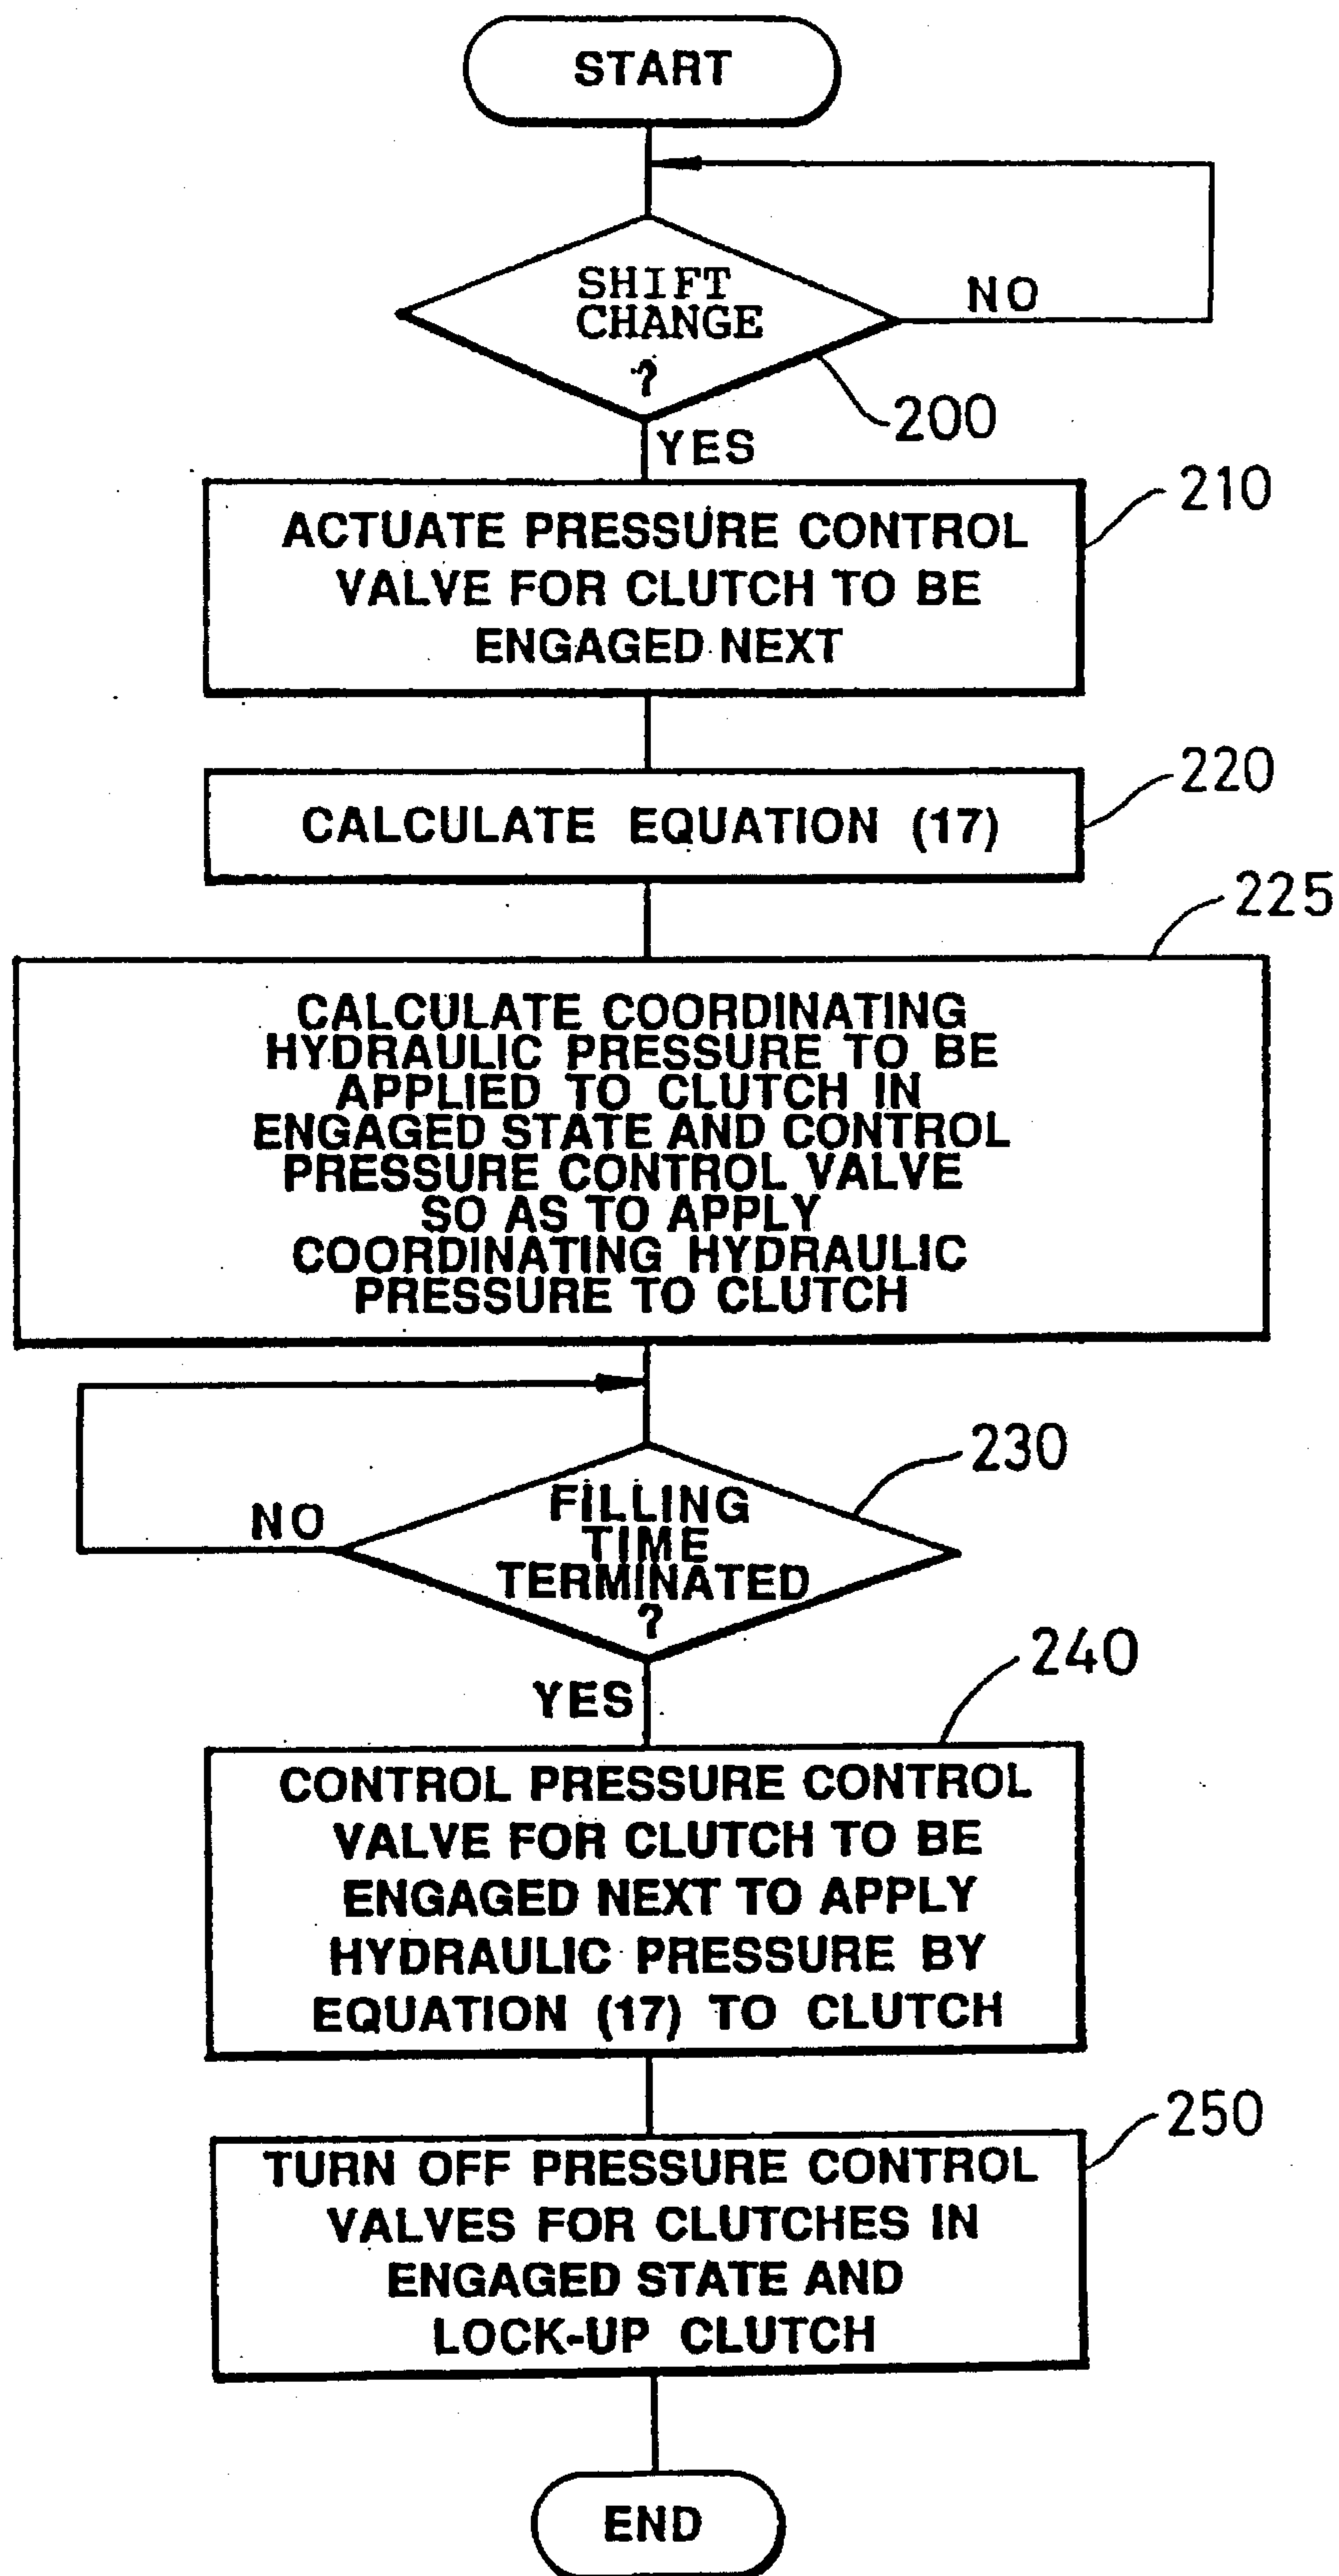 START
SHIFT
CHANGE
?
NO
200
YES
210
ACTUATE PRESSURE CONTROL
VALVE FOR CLUTCH TO BE
ENGAGED NEXT
220
CALCULATE EQUATION (17)
225
CALCULATE COORDINATING
HYDRAULIC PRESSURE TO BE
APPLIED TO CLUTCH IN
ENGAGED STATE AND CONTROL
PRESSURE CONTROL VALVE
SO AS TO APPLY
COORDINATING HYDRAULIC
PRESSURE TO CLUTCH
230
NO
FILLING
TIME
TERMINATED
?
YES
240
CONTROL PRESSURE CONTROL
VALVE FOR CLUTCH TO BE
ENGAGED NEXT TO APPLY
HYDRAULIC PRESSURE BY
EQUATION (17) TO CLUTCH
250
TURN OFF PRESSURE CONTROL
VALVES FOR CLUTCHES IN
ENGAGED STATE AND
LOCK-UP CLUTCH
END